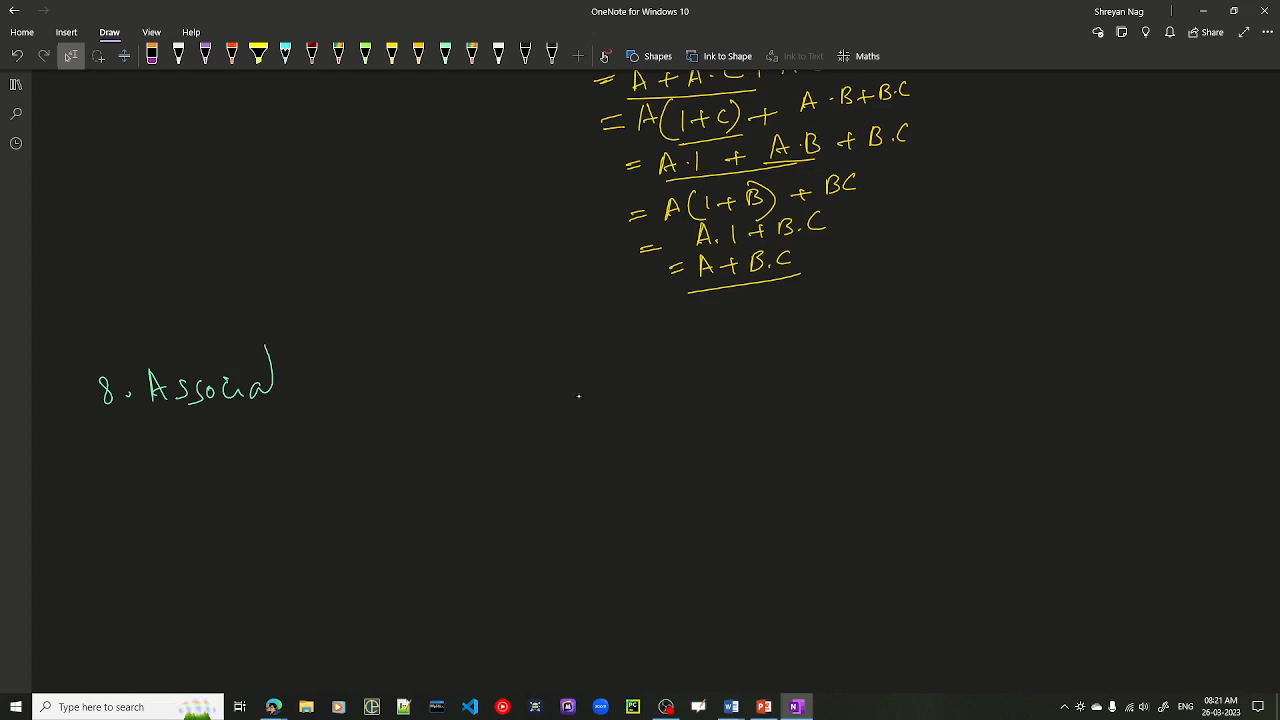 OneNote for Windows 10
Shreyan Nag
Home Insert Draw View Help
Share
Shapes Ink to Shape Ink to Text Maths
= A + A.C
= A(1+C) + A.B+B.C
= A.1 + A.B + B.C
= A(1+B) + BC
= A.1+B.C
= A+B.C
8. Associa
Type here to search
ENG
08:21 AM
26-03-2023